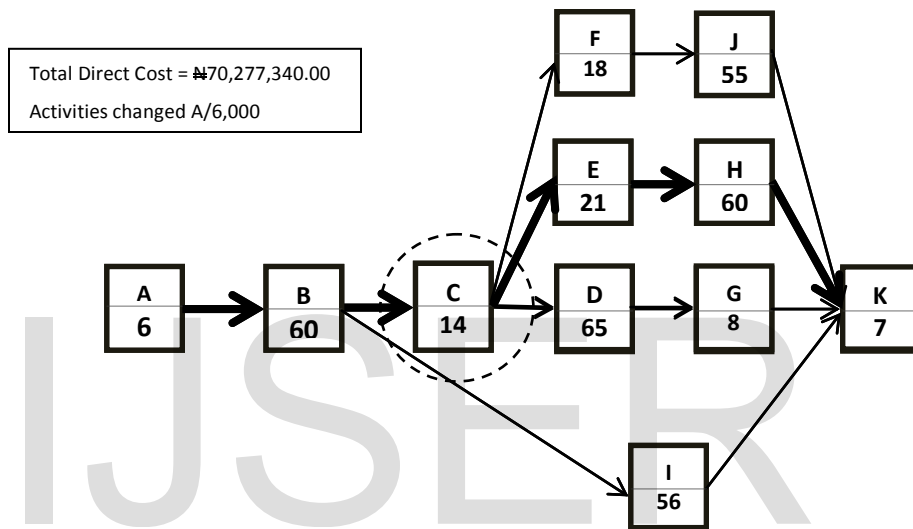 Total Direct Cost = ₦70,277,340.00
Activities changed A/6,000
F
18
J
55
E
21
H
60
A
6
B
60
C
14
D
65
G
8
K
7
I
56
IJSER